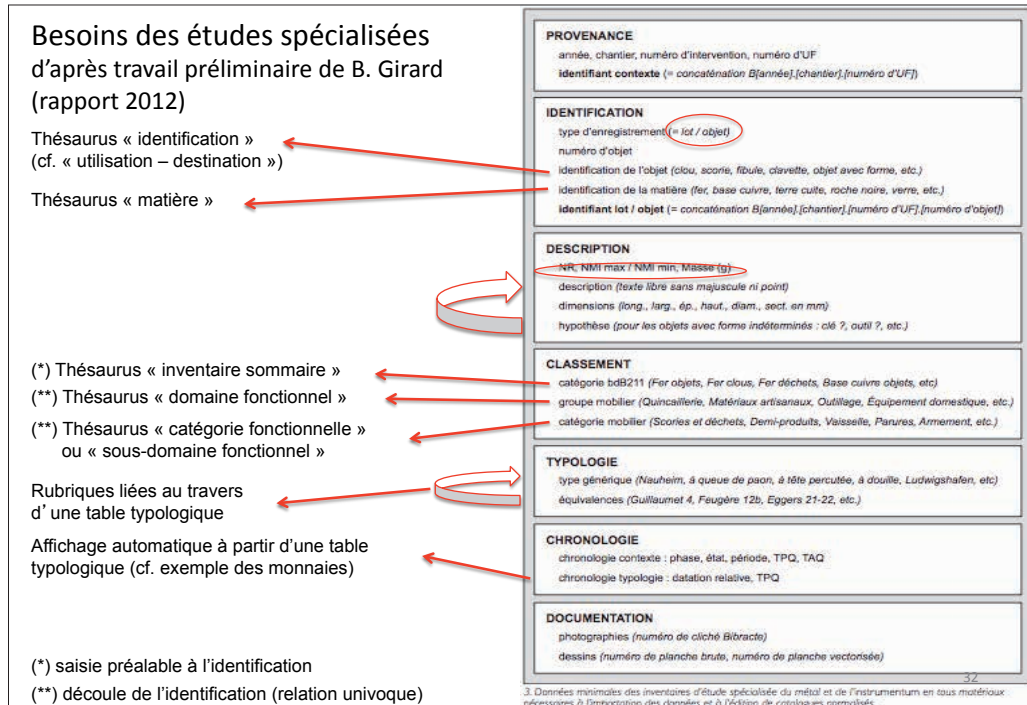 Besoins des études spécialisées
d'après travail préliminaire de B. Girard
(rapport 2012)
Thésaurus « identification »
(cf. « utilisation – destination »)
Thésaurus « matière »
(*) Thésaurus « inventaire sommaire »
(**) Thésaurus « domaine fonctionnel »
(**) Thésaurus « catégorie fonctionnelle »
ou « sous-domaine fonctionnel »
Rubriques liées au travers
d' une table typologique
Affichage automatique à partir d'une table
typologique (cf. exemple des monnaies)
(*) saisie préalable à l'identification
(**) découle de l'identification (relation univoque)
PROVENANCE
année, chantier, numéro d'intervention, numéro d'UF
identifiant contexte (= concaténation B[année].[chantier].[numéro d'UF])
IDENTIFICATION
type d'enregistrement (= lot / objet)
numéro d'objet
identification de l'objet (clou, scorie, fibule, clavette, objet avec forme, etc.)
identification de la matière (fer, base cuivre, terre cuite, roche noire, verre, etc.)
identifiant lot / objet (= concaténation B[année].[chantier].[numéro d'UF].[numéro d'objet])
DESCRIPTION
NR, NMI max / NMI min, Masse (g)
description (texte libre sans majuscule ni point)
dimensions (long., larg., ép., haut., diam., sect. en mm)
hypothèse (pour les objets avec forme indéterminés : clé ?, outil ?, etc.)
CLASSEMENT
catégorie bdB211 (Fer objets, Fer clous, Fer déchets, Base cuivre objets, etc)
groupe mobilier (Quincaillerie, Matériaux artisanaux, Outillage, Équipement domestique, etc.)
catégorie mobilier (Scories et déchets, Demi-produits, Vaisselle, Parures, Armement, etc.)
TYPOLOGIE
type générique (Nauheim, à queue de paon, à tête percutée, à douille, Ludwigshafen, etc)
équivalences (Guillaumet 4, Feugère 12b, Eggers 21-22, etc.)
CHRONOLOGIE
chronologie contexte : phase, état, période, TPQ, TAQ
chronologie typologie : datation relative, TPQ
DOCUMENTATION
photographies (numéro de cliché Bibracte)
dessins (numéro de planche brute, numéro de planche vectorisée)
32
3. Données minimales des inventaires d'étude spécialisée du métal et de l'instrumentum en tous matériaux
nécessaires à l'importation des données et à l'édition de catalogues normalisés